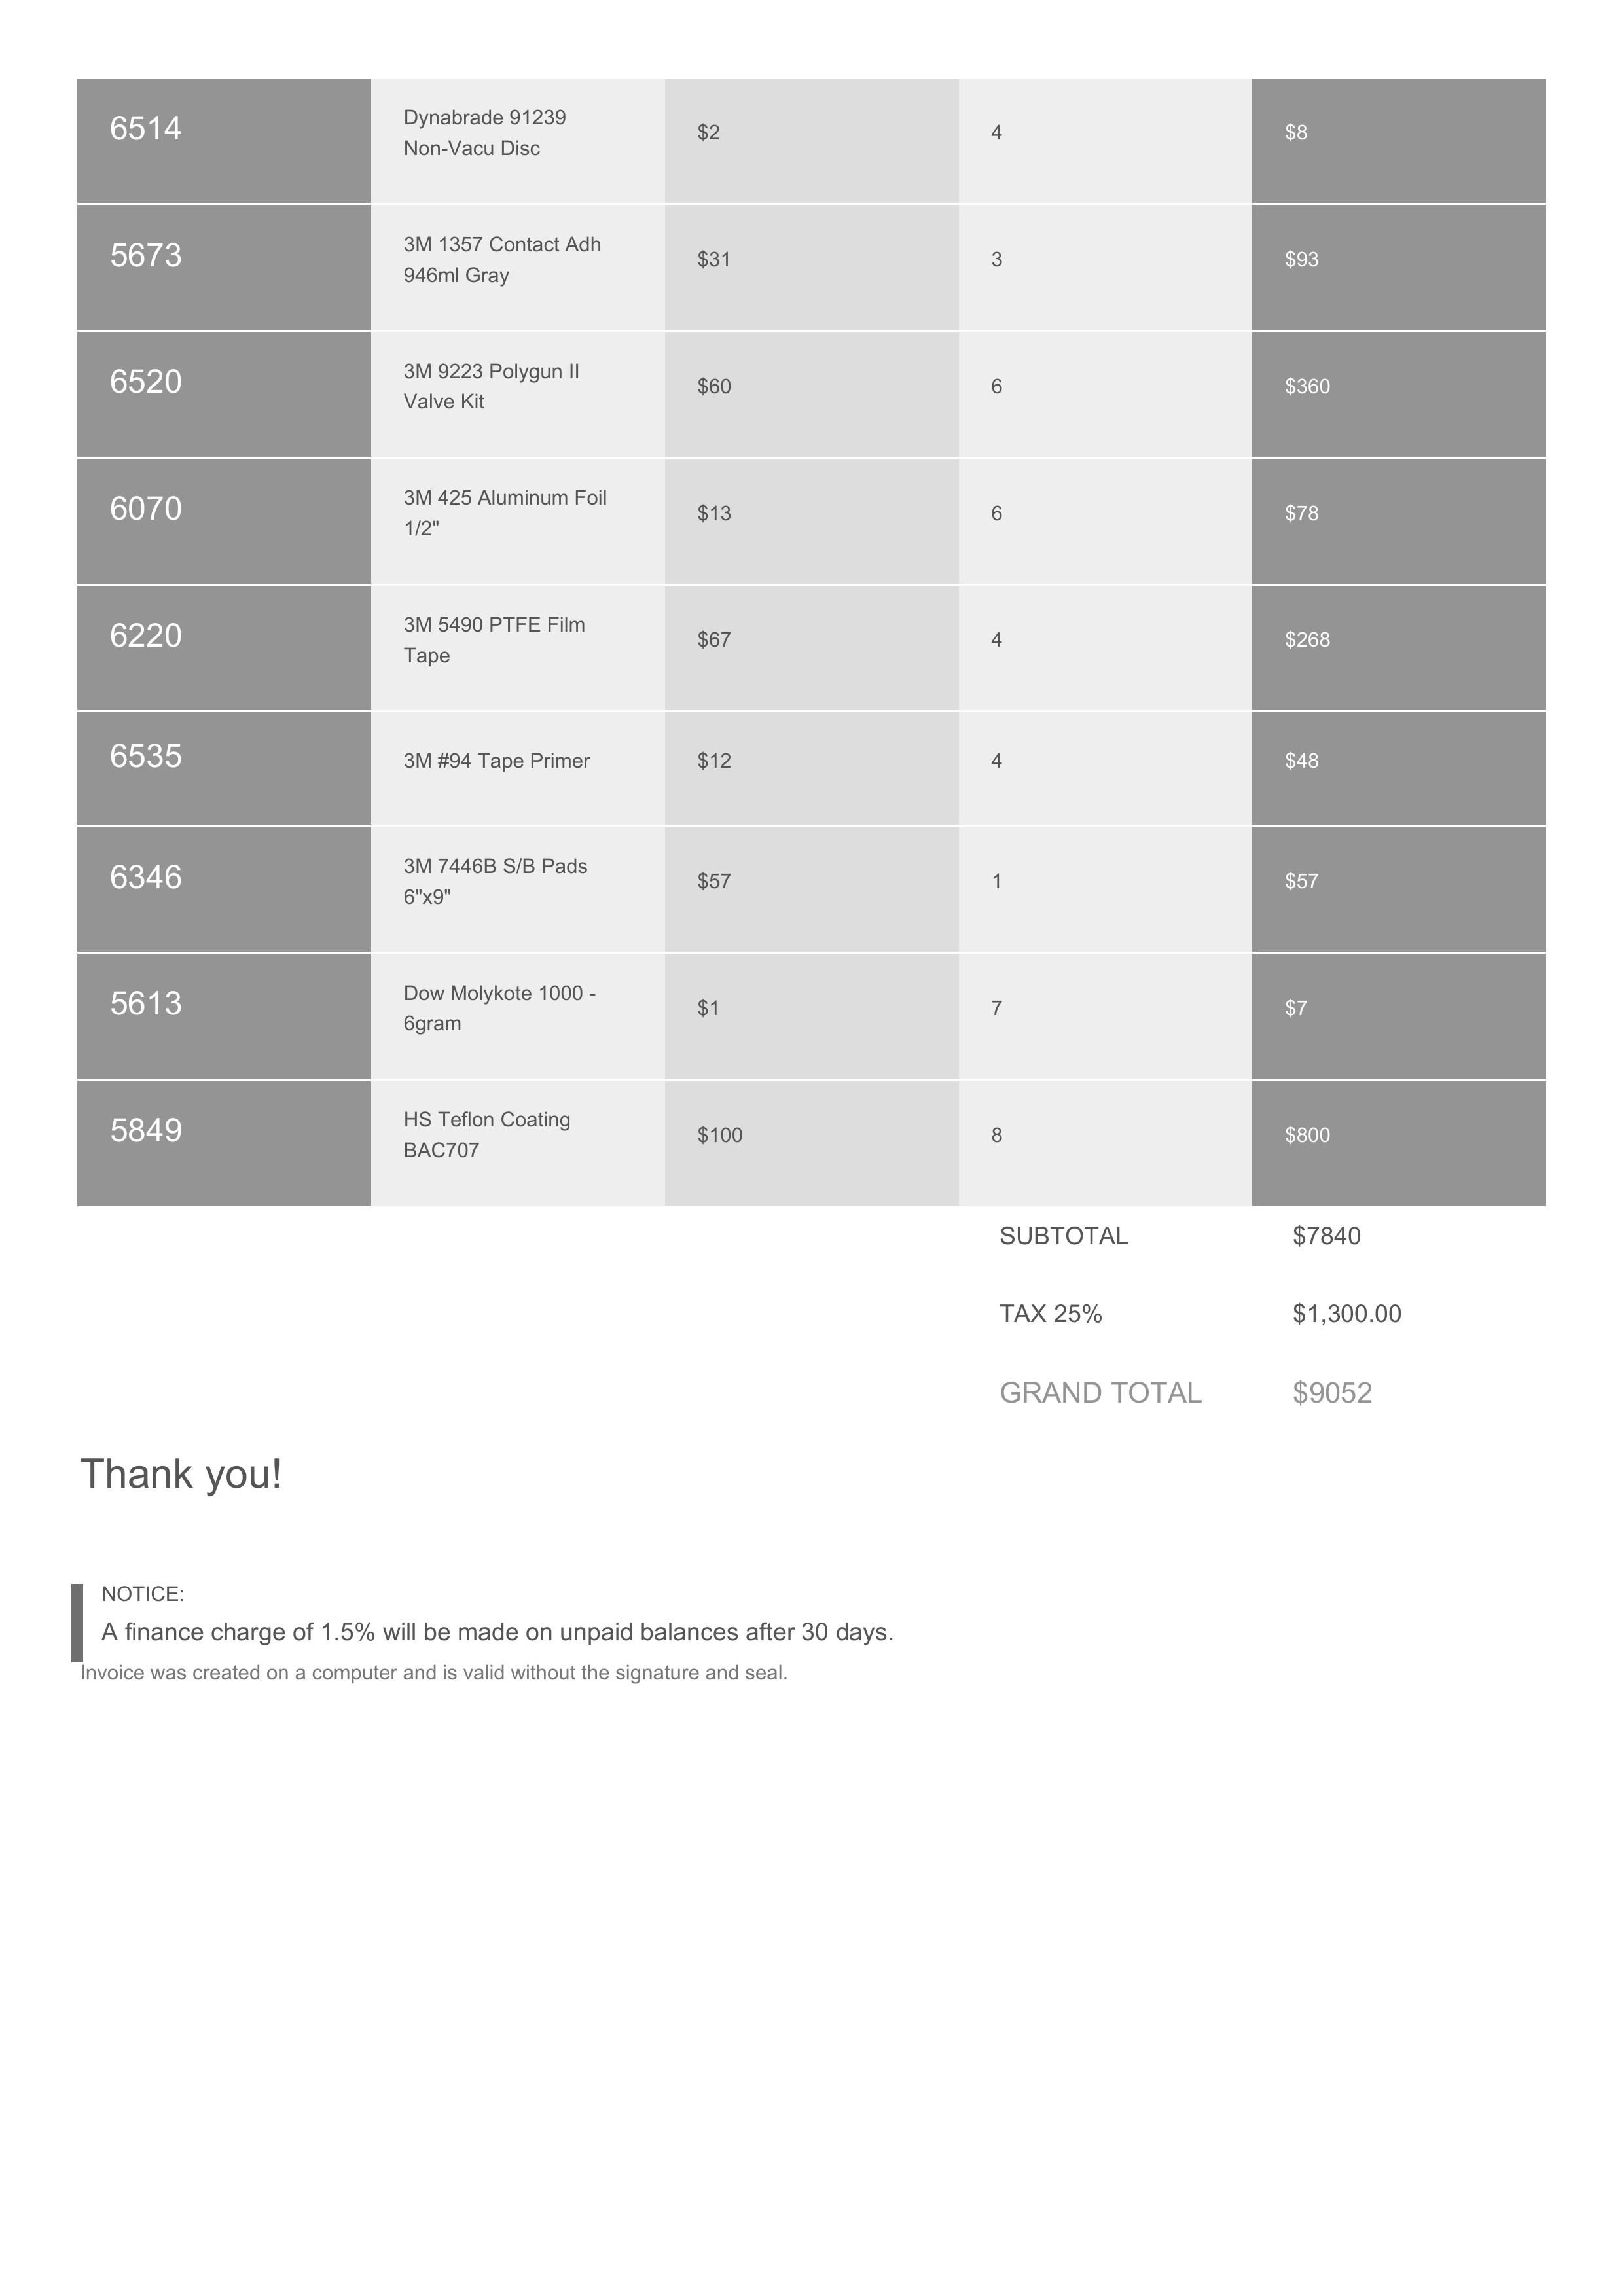 6514 Dynabrade 91239 $2 4 $8
Non-Vacu Disc
5673 3M 1357 Contact Adh $31 3 $93
946ml Gray
6520 3M 9223 Polygun II $60 6 $360
Valve Kit
6070 3M 425 Aluminum Foil $13 6 $78
1/2"
6220 3M 5490 PTFE Film $67 4 $268
Tape
6535 3M #94 Tape Primer $12 4 $48
6346 3M 7446B S/B Pads $57 1 $57
6"x9"
5613 Dow Molykote 1000 - $1 7 $7
6gram
5849 HS Teflon Coating $100 8 $800
BAC707
SUBTOTAL $7840
TAX 25% $1,300.00
GRAND TOTAL $9052
Thank you!
NOTICE:
A finance charge of 1.5% will be made on unpaid balances after 30 days.
Invoice was created on a computer and is valid without the signature and seal.